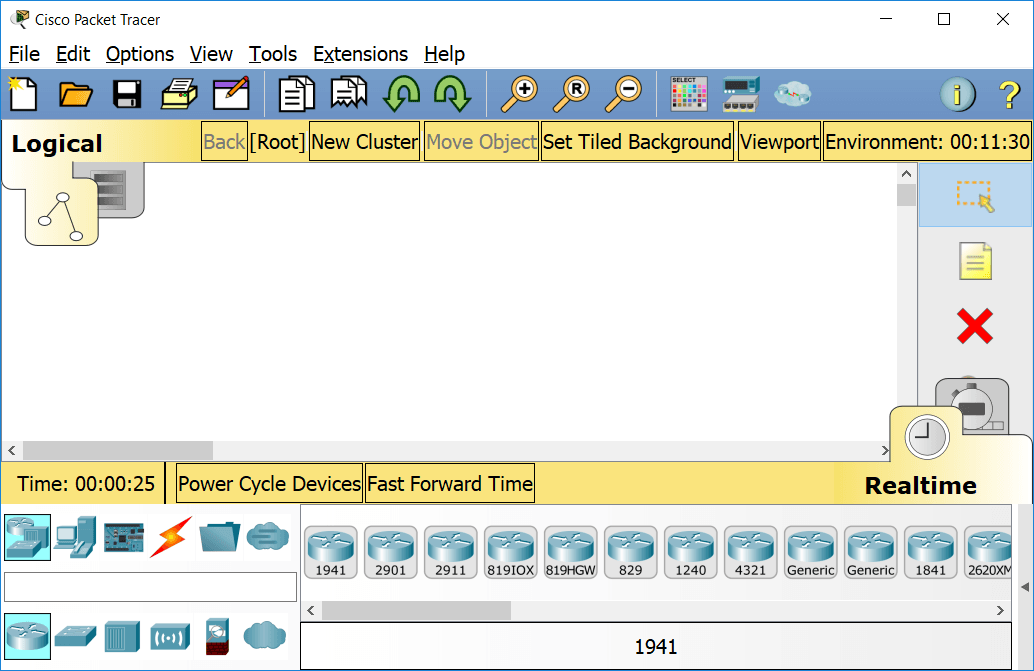 Cisco Packet Tracer
File Edit Options View Tools Extensions Help
R SELECT i ?
Logical Back [Root] New Cluster Move Object Set Tiled Background Viewport Environment: 00:11:30
Time: 00:00:25 Power Cycle Devices Fast Forward Time Realtime
1941 2901 2911 819IOX 819HGW 829 1240 4321 Generic Generic 1841 2620XM
1941